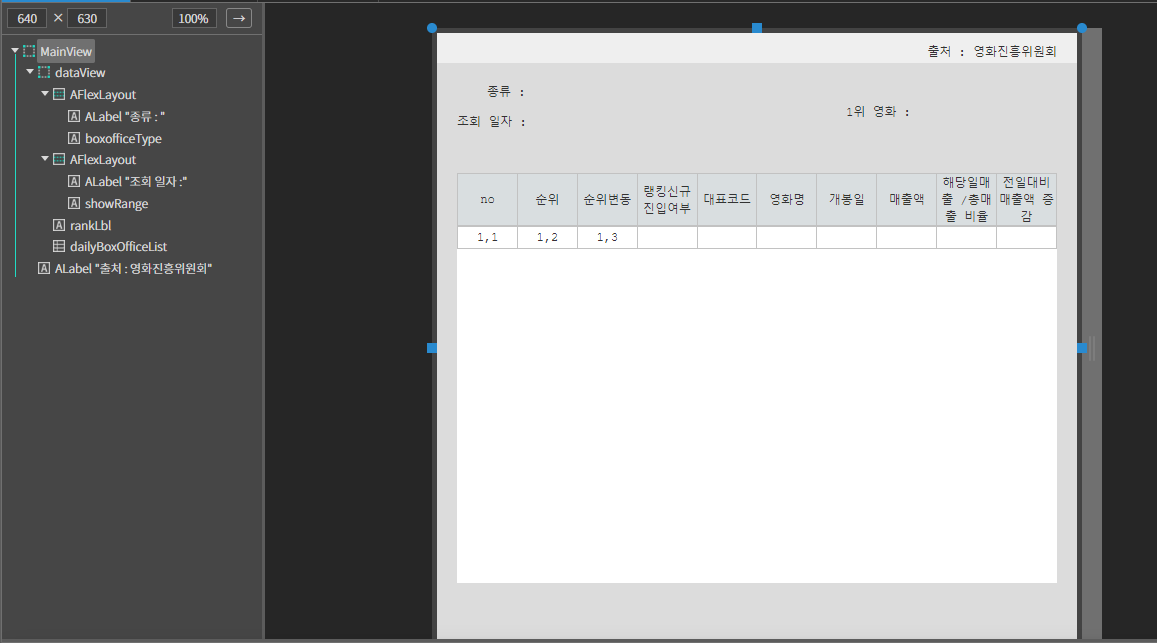 640 × 630 100% →
MainView
dataView
AFlexLayout
ALabel "종류 : "
boxofficeType
AFlexLayout
ALabel "조회 일자 :"
showRange
rankLbl
dailyBoxOfficeList
ALabel "출처 : 영화진흥위원회"
출처 : 영화진흥위원회
종류 :
조회 일자 :
1위 영화 :
no
순위
순위변동
랭킹신규
진입여부
대표코드
영화명
개봉일
매출액
해당일매
출 /총매
출 비율
전일대비
매출액 증
감
1,1 1,2 1,3